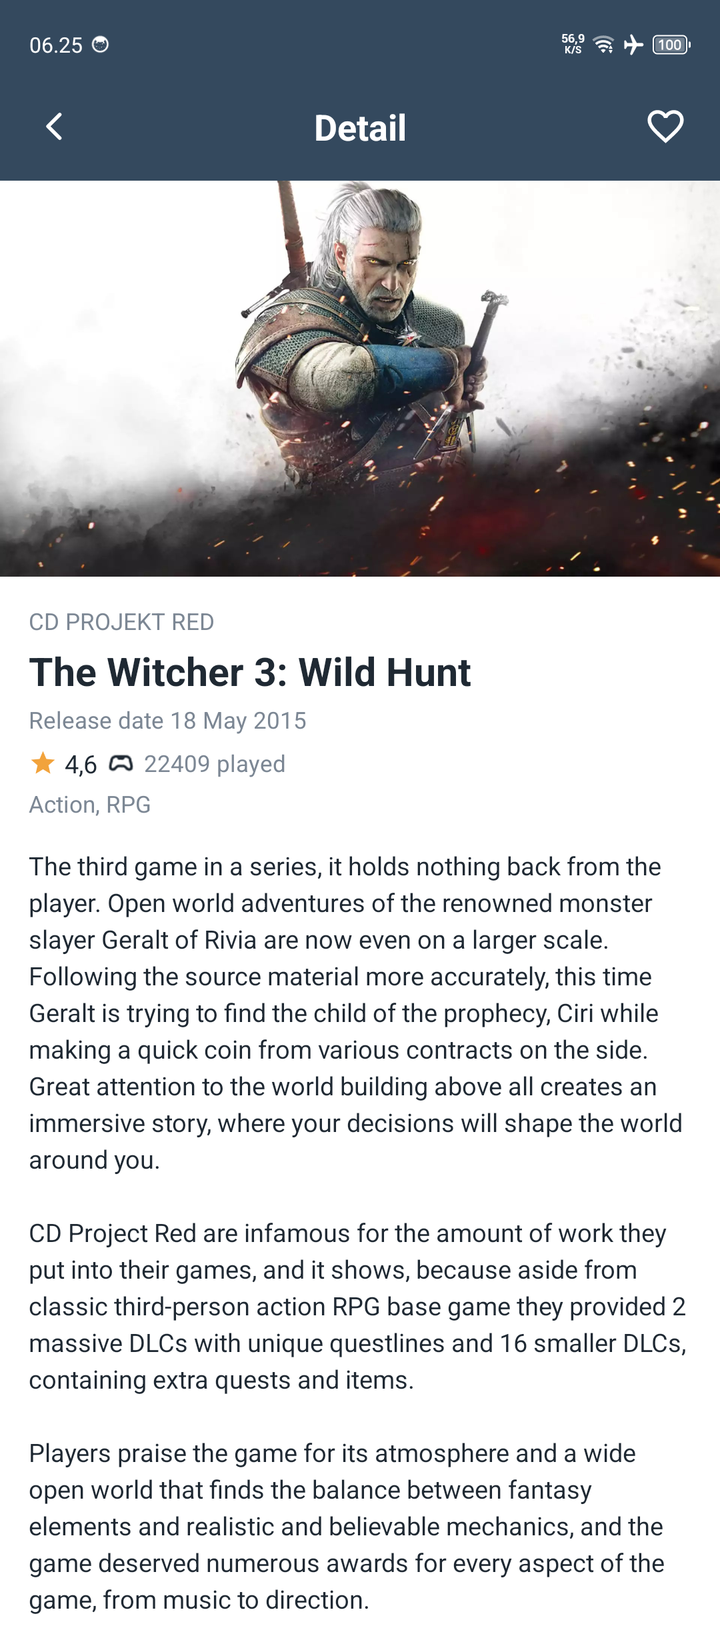 06.25
56,9
K/S
100
Detail
CD PROJEKT RED
The Witcher 3: Wild Hunt
Release date 18 May 2015
4,6 22409 played
Action, RPG
The third game in a series, it holds nothing back from the
player. Open world adventures of the renowned monster
slayer Geralt of Rivia are now even on a larger scale.
Following the source material more accurately, this time
Geralt is trying to find the child of the prophecy, Ciri while
making a quick coin from various contracts on the side.
Great attention to the world building above all creates an
immersive story, where your decisions will shape the world
around you.
CD Project Red are infamous for the amount of work they
put into their games, and it shows, because aside from
classic third-person action RPG base game they provided 2
massive DLCs with unique questlines and 16 smaller DLCs,
containing extra quests and items.
Players praise the game for its atmosphere and a wide
open world that finds the balance between fantasy
elements and realistic and believable mechanics, and the
game deserved numerous awards for every aspect of the
game, from music to direction.